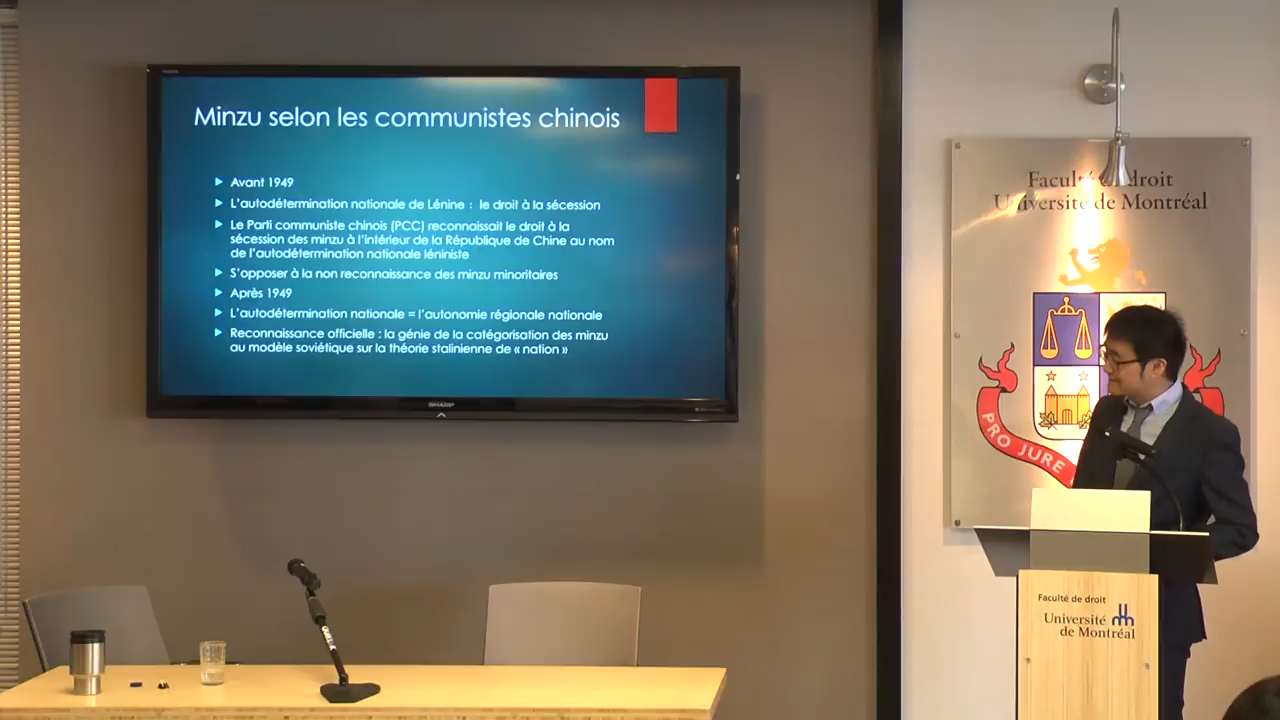 Minzu selon les communistes chinois
Avant 1949
L'autodétermination nationale de Lénine : le droit à la sécession
Le Parti communiste chinois (PCC) reconnaissait le droit à la
sécession des minzu à l'intérieur de la République de Chine au nom
de l'autodétermination nationale léniniste
S'opposer à la non reconnaissance des minzu minoritaires
Après 1949
L'autodétermination nationale = l'autonomie régionale nationale
Reconnaissance officielle : la génie de la catégorisation des minzu
au modèle soviétique sur la théorie stalinienne de « nation »
SHARP
Faculté de droit
Université de Montréal
PRO JURE
Faculté de droit
Université
de Montréal